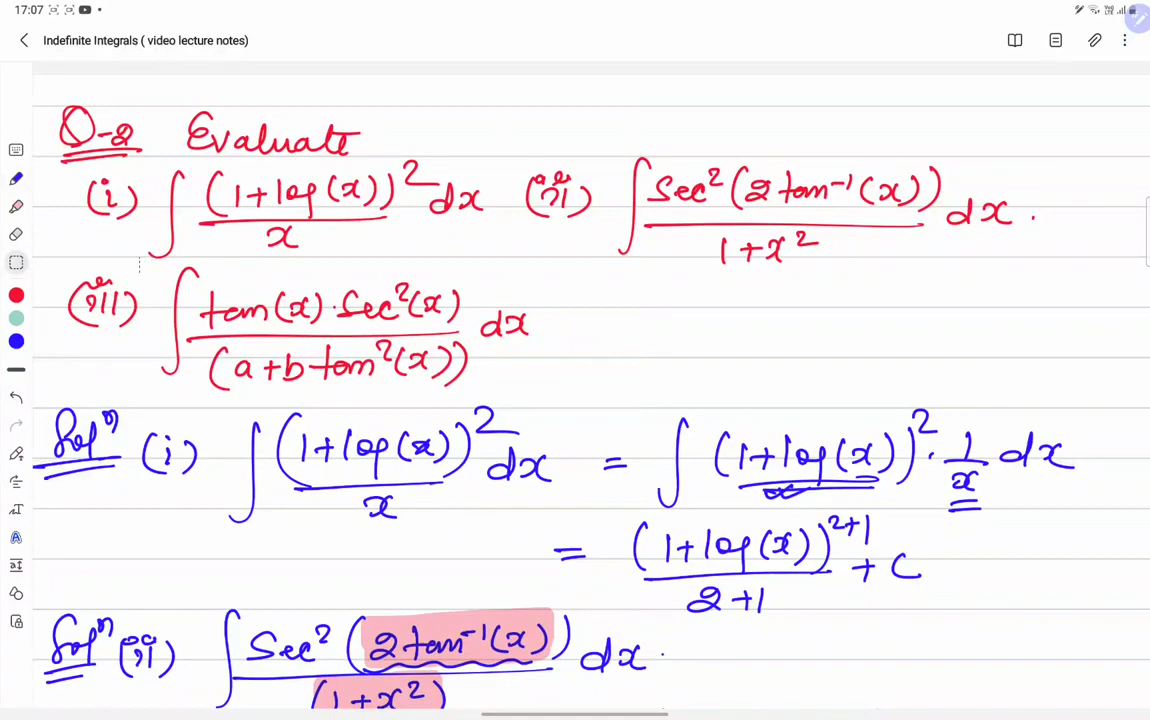 17:07
Indefinite Integrals ( video lecture notes)
Q-2 Evaluate
(i) ∫ (1+log(x))² / x dx (ii) ∫ Sec²(2tan⁻¹(x)) / 1+x² dx.
(iii) ∫ tan(x).Sec²(x) / (a+b tan²(x)) dx
Solⁿ (i) ∫ (1+log(x))² / x dx = ∫ (1+log(x))². 1/x dx
= (1+log(x))²⁺¹ / 2+1 + C
Solⁿ (ii) ∫ Sec²(2tan⁻¹(x)) / (1+x²) dx.